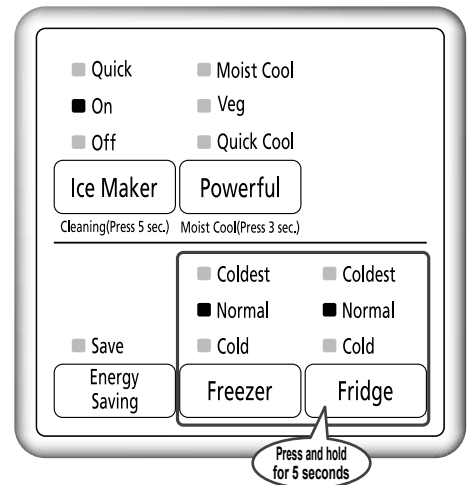 Quick
On
Off
Moist Cool
Veg
Quick Cool
Ice Maker
Powerful
Cleaning(Press 5 sec.)
Moist Cool(Press 3 sec.)
Save
Energy
Saving
Coldest
Normal
Cold
Freezer
Coldest
Normal
Cold
Fridge
Press and hold
for 5 seconds